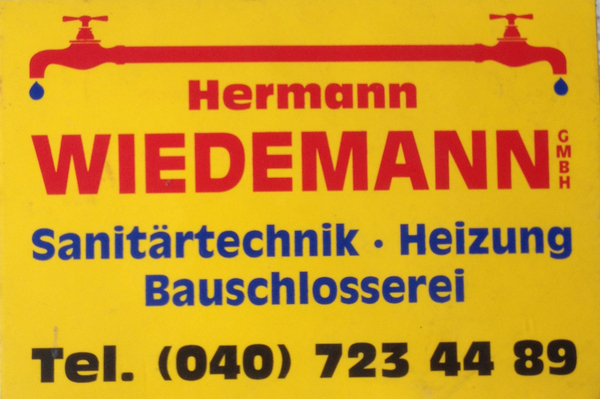 Hermann
WIEDEMANN GMBH
Sanitärtechnik · Heizung
Bauschlosserei
Tel. (040) 723 44 89